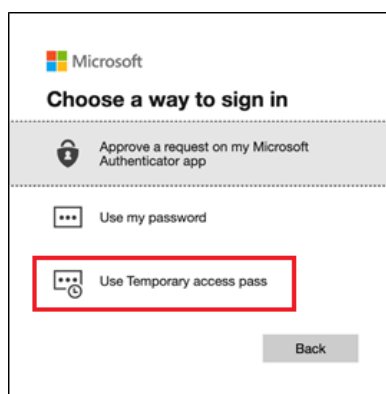 Microsoft
Choose a way to sign in
Approve a request on my Microsoft
Authenticator app
Use my password
Use Temporary access pass
Back